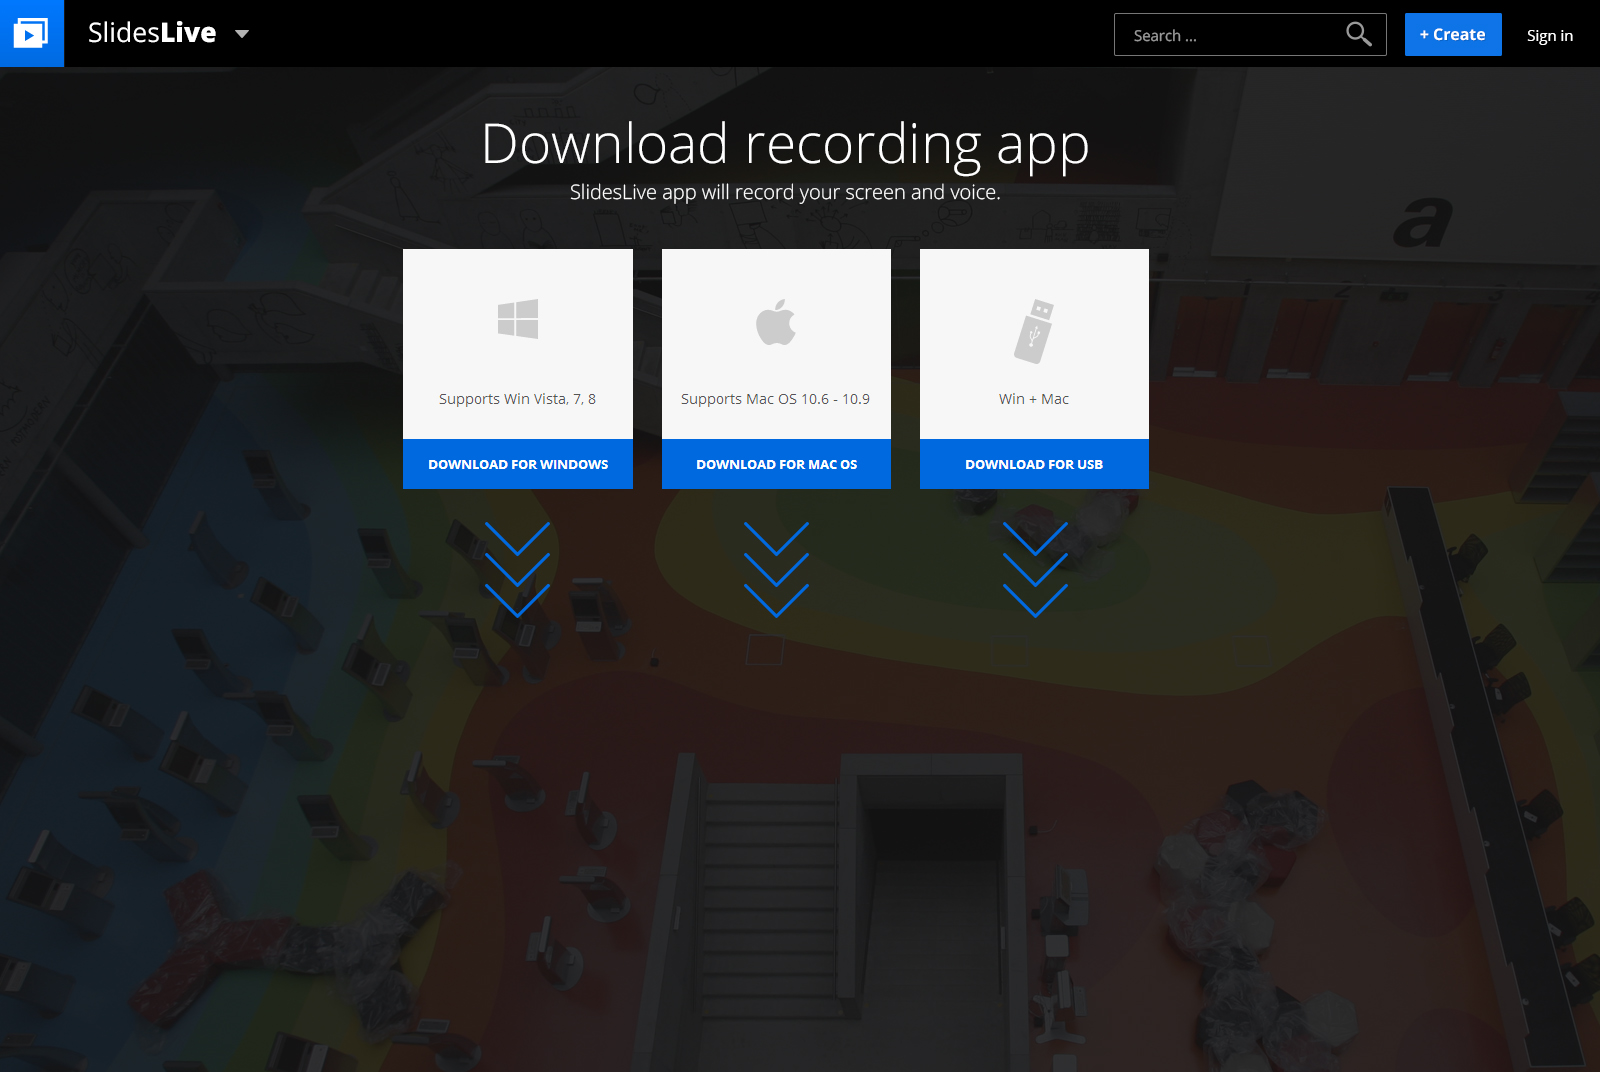 SlidesLive
Search ...
+ Create
Sign in
Download recording app
SlidesLive app will record your screen and voice.
Supports Win Vista, 7, 8
Supports Mac OS 10.6 - 10.9
Win + Mac
DOWNLOAD FOR WINDOWS
DOWNLOAD FOR MAC OS
DOWNLOAD FOR USB
a